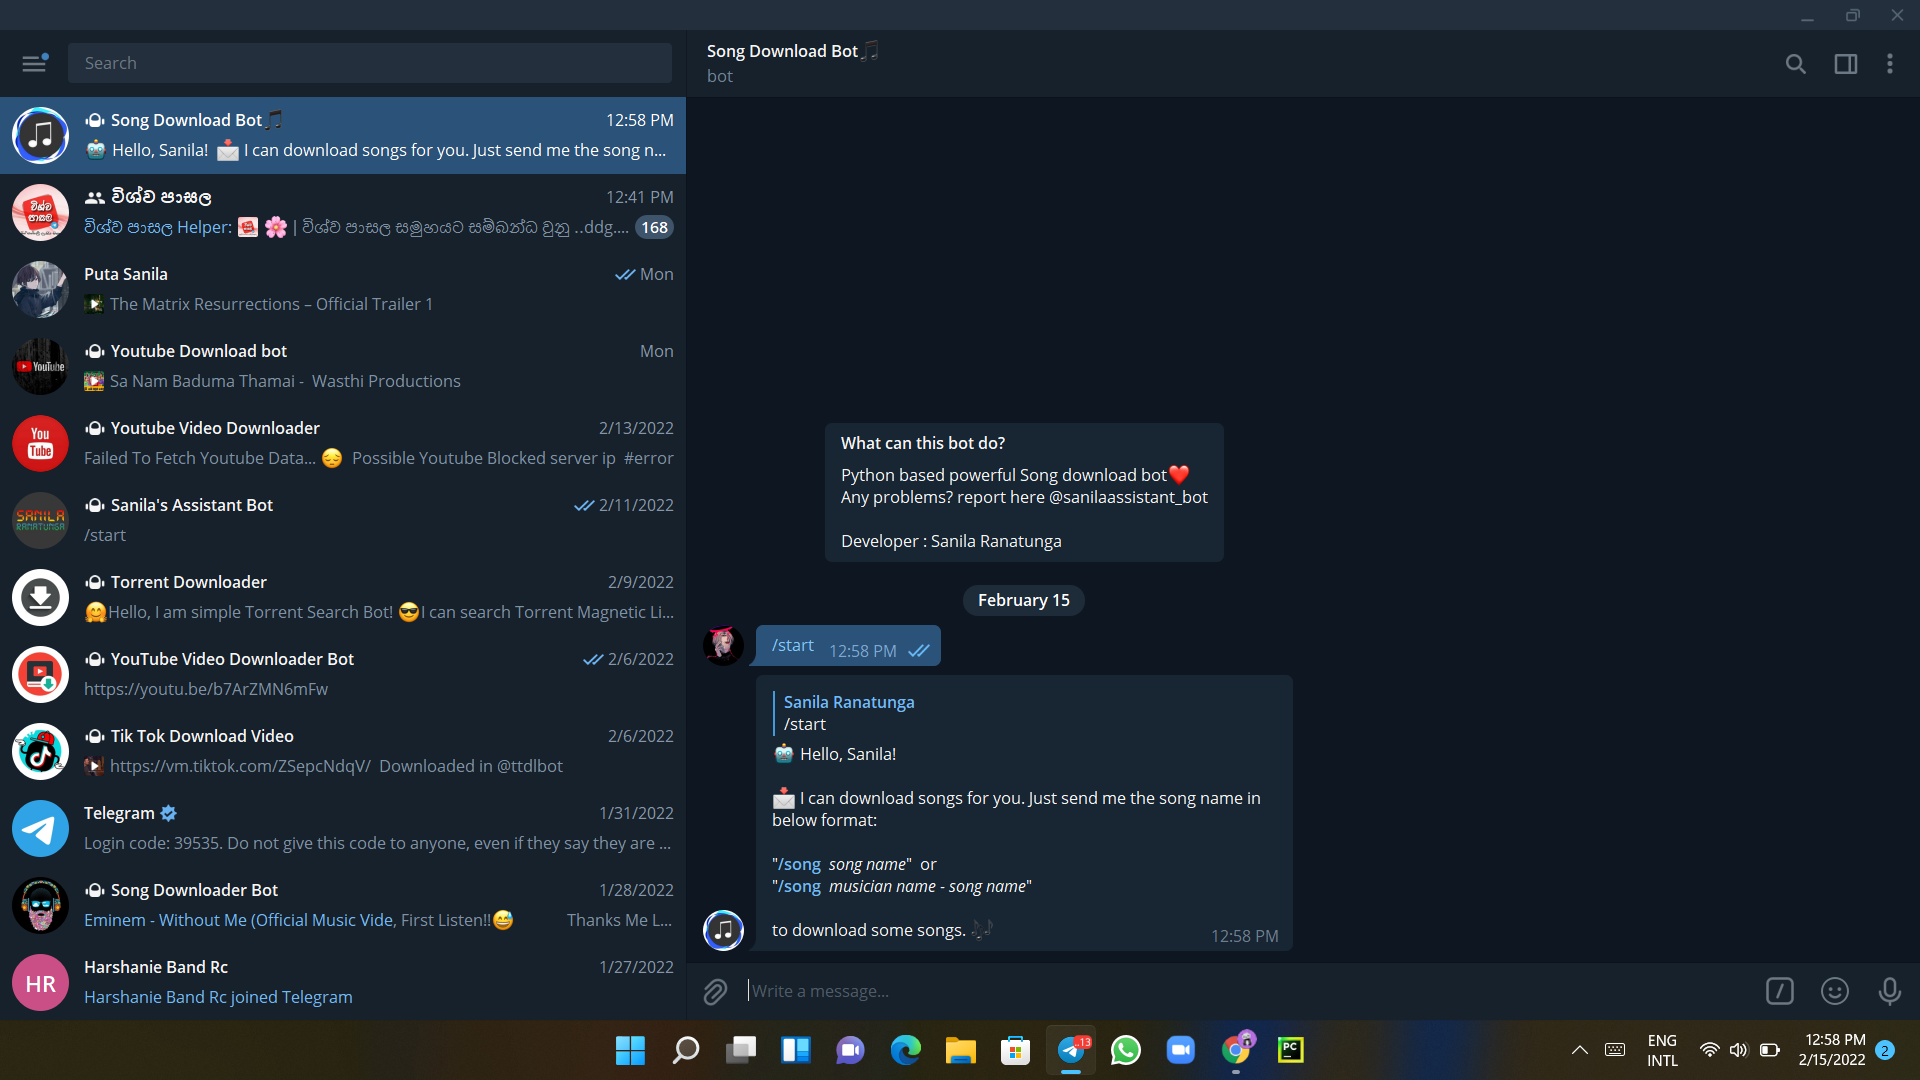 Search
Song Download Bot
12:58 PM
Hello, Sanila! I can download songs for you. Just send me the song n...
විශ්ව පාසල
12:41 PM
විශ්ව පාසල Helper: | විශ්ව පාසල සමුහයට සම්බන්ධ වුනු ..ddg....
168
Puta Sanila
Mon
The Matrix Resurrections – Official Trailer 1
YouTube
Youtube Download bot
Mon
Sa Nam Baduma Thamai - Wasthi Productions
You
Tube
Youtube Video Downloader
2/13/2022
Failed To Fetch Youtube Data... Possible Youtube Blocked server ip #error
SANILA
RANATUNGA
Sanila's Assistant Bot
2/11/2022
/start
Torrent Downloader
2/9/2022
Hello, I am simple Torrent Search Bot! I can search Torrent Magnetic Li...
YouTube Video Downloader Bot
2/6/2022
https://youtu.be/b7ArZMN6mFw
Tik Tok Download Video
2/6/2022
https://vm.tiktok.com/ZSepcNdqV/ Downloaded in @ttdlbot
Telegram
1/31/2022
Login code: 39535. Do not give this code to anyone, even if they say they are ...
Song Downloader Bot
1/28/2022
Eminem - Without Me (Official Music Vide, First Listen!! Thanks Me L...
HR
Harshanie Band Rc
1/27/2022
Harshanie Band Rc joined Telegram
Song Download Bot
bot
What can this bot do?
Python based powerful Song download bot
Any problems? report here @sanilaassistant_bot
Developer : Sanila Ranatunga
February 15
/start 12:58 PM
Sanila Ranatunga
/start
Hello, Sanila!
I can download songs for you. Just send me the song name in
below format:
"/song song name" or
"/song musician name - song name"
to download some songs.
12:58 PM
Write a message...
13
PC
ENG
INTL
12:58 PM
2/15/2022
2